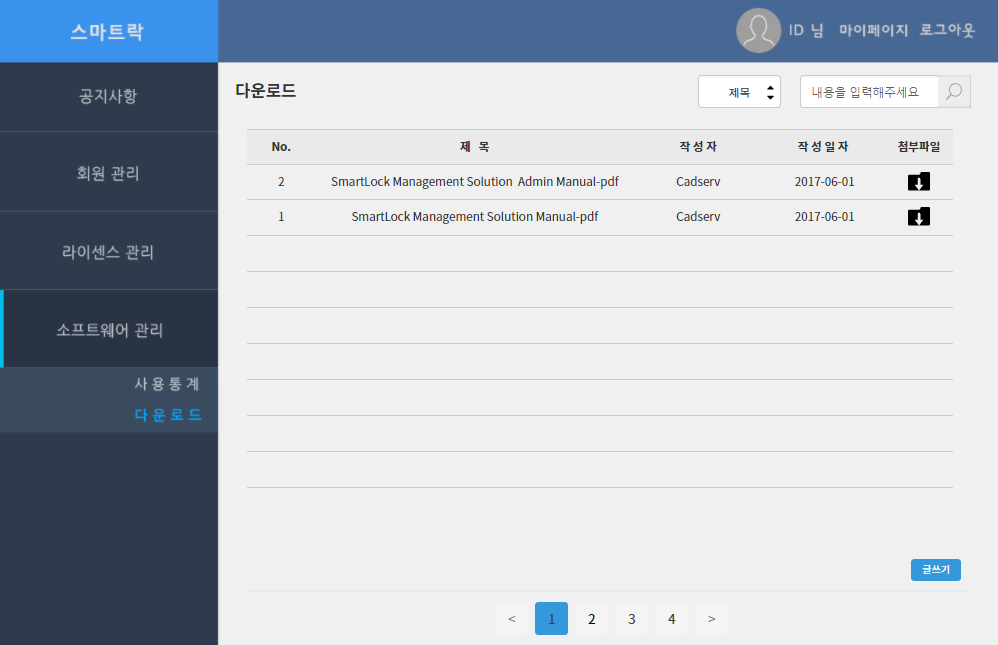 스마트락
ID 님 마이페이지 로그아웃
공지사항
회원 관리
라이센스 관리
소프트웨어 관리
사용통계
다운로드
다운로드
제목
내용을 입력해주세요
No. 제 목 작성자 작성일자 첨부파일
2 SmartLock Management Solution Admin Manual-pdf Cadserv 2017-06-01
1 SmartLock Management Solution Manual-pdf Cadserv 2017-06-01
글쓰기
< 1 2 3 4 >